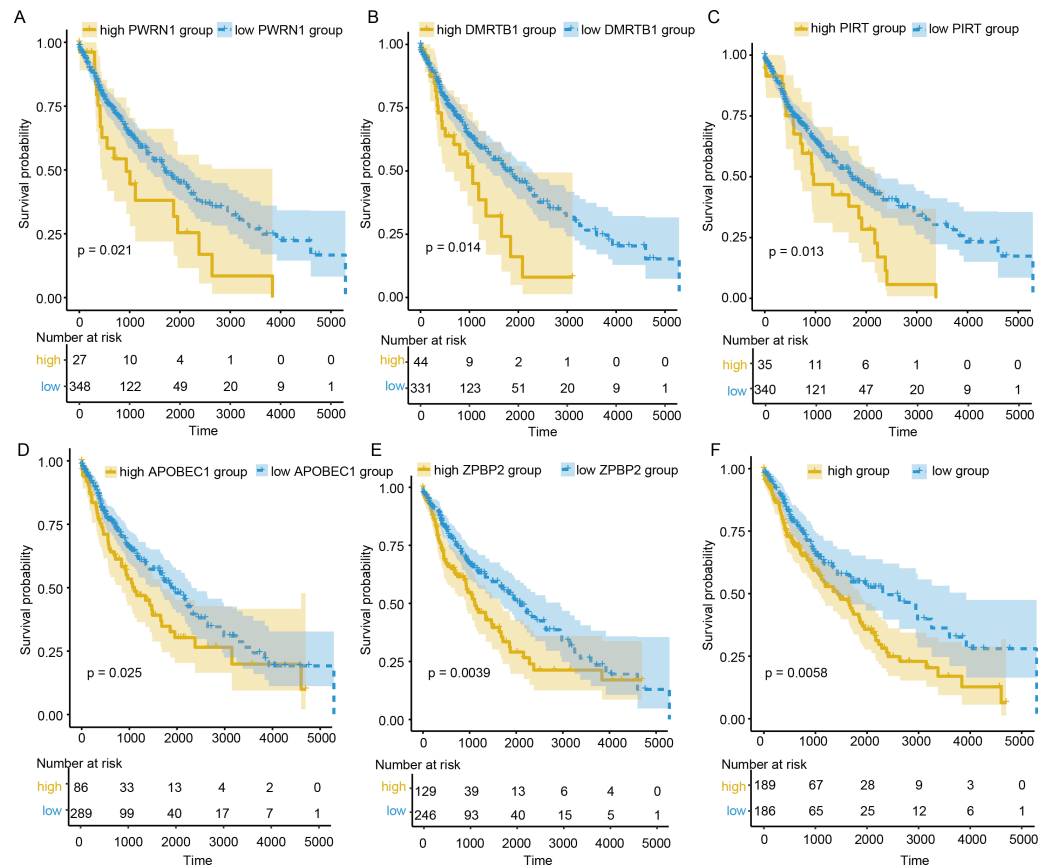 A
high PWRN1 group low PWRN1 group
Survival probability
1.00
0.75
0.50
0.25
0.00
p = 0.021
0 1000 2000 3000 4000 5000
Number at risk
high 27 10 4 1 0 0
low 348 122 49 20 9 1
0 1000 2000 3000 4000 5000
Time
B
high DMRTB1 group low DMRTB1 group
Survival probability
1.00
0.75
0.50
0.25
0.00
p = 0.014
0 1000 2000 3000 4000 5000
Number at risk
high 44 9 2 1 0 0
low 331 123 51 20 9 1
0 1000 2000 3000 4000 5000
Time
C
high PIRT group low PIRT group
Survival probability
1.00
0.75
0.50
0.25
0.00
p = 0.013
0 1000 2000 3000 4000 5000
Number at risk
high 35 11 6 1 0 0
low 340 121 47 20 9 1
0 1000 2000 3000 4000 5000
Time
D
high APOBEC1 group low APOBEC1 group
Survival probability
1.00
0.75
0.50
0.25
0.00
p = 0.025
0 1000 2000 3000 4000 5000
Number at risk
high 86 33 13 4 2 0
low 289 99 40 17 7 1
0 1000 2000 3000 4000 5000
Time
E
high ZPBP2 group low ZPBP2 group
Survival probability
1.00
0.75
0.50
0.25
0.00
p = 0.0039
0 1000 2000 3000 4000 5000
Number at risk
high 129 39 13 6 4 0
low 246 93 40 15 5 1
0 1000 2000 3000 4000 5000
Time
F
high group low group
Survival probability
1.00
0.75
0.50
0.25
0.00
p = 0.0058
0 1000 2000 3000 4000 5000
Number at risk
high 189 67 28 9 3 0
low 186 65 25 12 6 1
0 1000 2000 3000 4000 5000
Time